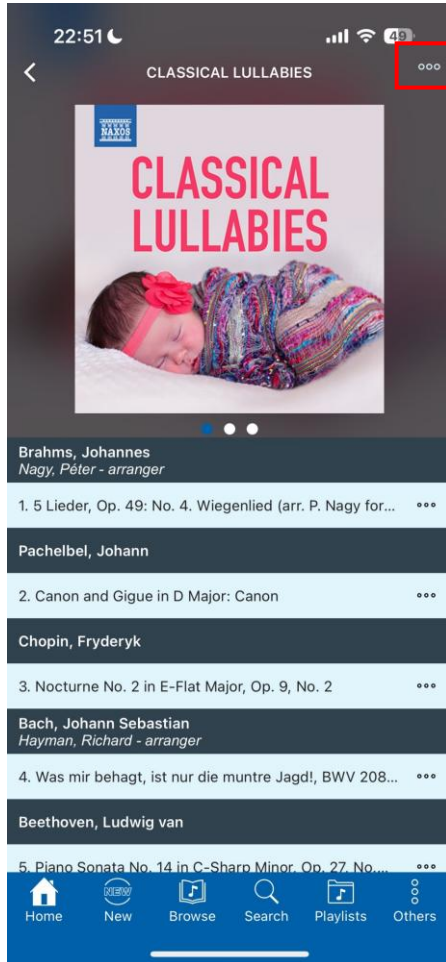 22:51
49
CLASSICAL LULLABIES
NAXOS
CLASSICAL
LULLABIES
Brahms, Johannes
Nagy, Péter - arranger
1. 5 Lieder, Op. 49: No. 4. Wiegenlied (arr. P. Nagy for...
Pachelbel, Johann
2. Canon and Gigue in D Major: Canon
Chopin, Fryderyk
3. Nocturne No. 2 in E-Flat Major, Op. 9, No. 2
Bach, Johann Sebastian
Hayman, Richard - arranger
4. Was mir behagt, ist nur die muntre Jagd!, BWV 208...
Beethoven, Ludwig van
5. Piano Sonata No. 14 in C-Sharp Minor, Op. 27, No....
NEW
Home New Browse Search Playlists Others